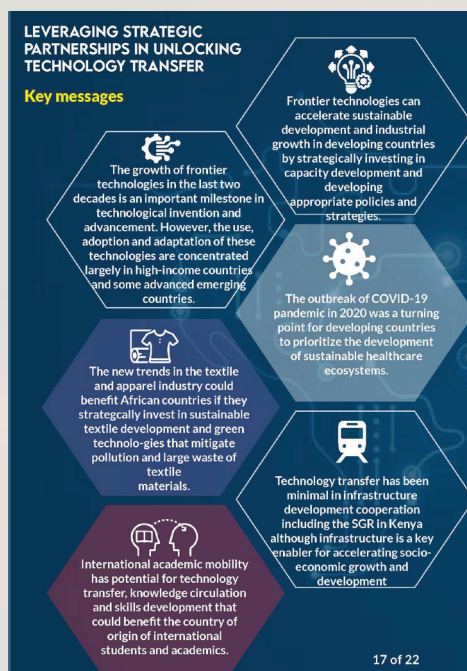 LEVERAGING STRATEGIC
PARTNERSHIPS IN UNLOCKING
TECHNOLOGY TRANSFER
Key messages
Frontier technologies can
accelerate sustainable
development and industrial
growth in developing countries
by strategically investing in
capacity development and
developing
appropriate policies and
strategies.
The growth of frontier
technologies in the last two
decades is an important milestone in
technological invention and
advancement. However, the use,
adoption and adaptation of these
technologies are concentrated
largely in high-income countries
and some advanced emerging
countries.
The outbreak of COVID-19
pandemic in 2020 was a turning
point for developing countries
to prioritize the development
of sustainable healthcare
ecosystems.
The new trends in the textile
and apparel industry could
benefit African countries if they
strategcally invest in sustainable
textile development and green
technolo-gies that mitigate
pollution and large waste of
textile
materials.
Technology transfer has been
minimal in infrastructure
development cooperation
including the SGR in Kenya
although infrastructure is a key
enabler for accelerating socio-
economic growth and
development
International academic mobility
has potential for technology
transfer, knowledge circulation
and skills development that
could benefit the country of
origin of international
students and academics.
17 of 22